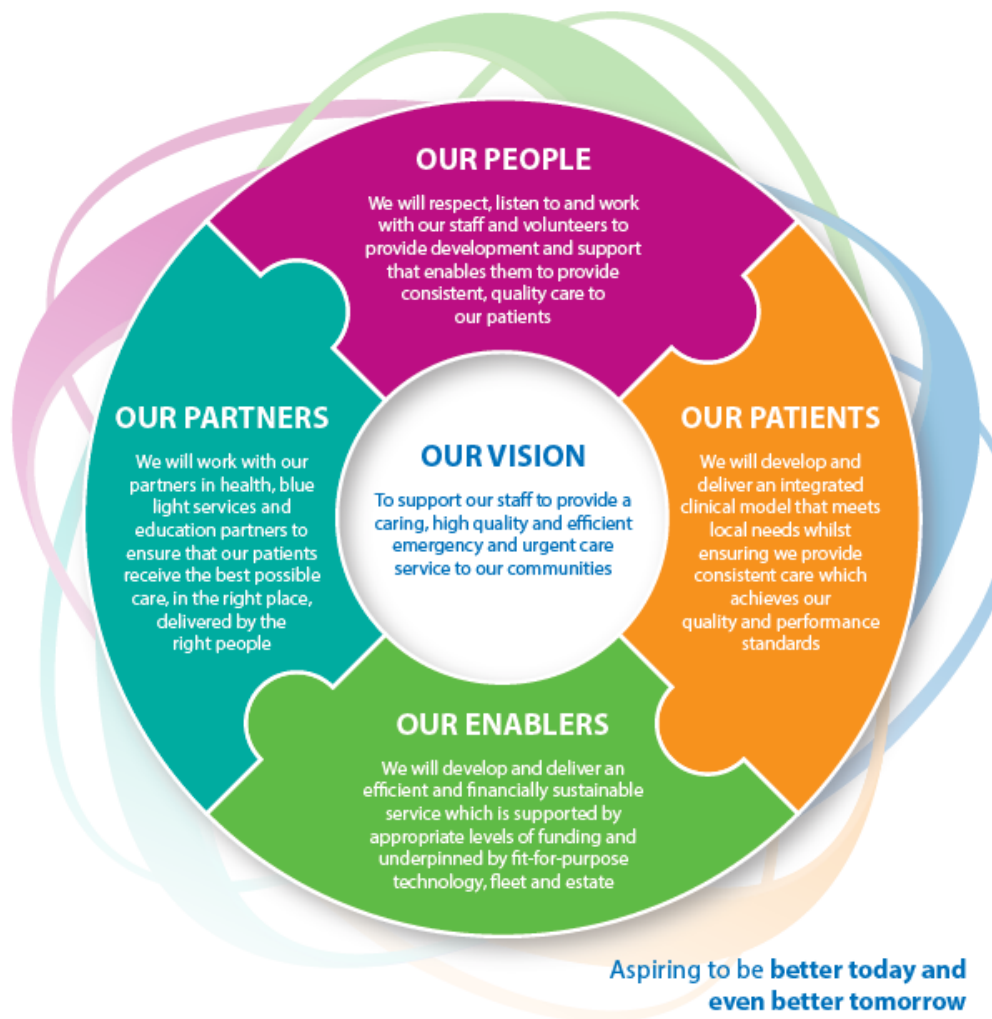 OUR PEOPLE
We will respect, listen to and work
with our staff and volunteers to
provide development and support
that enables them to provide
consistent, quality care to
our patients
OUR PARTNERS
We will work with our
partners in health, blue
light services and
education partners to
ensure that our patients
receive the best possible
care, in the right place,
delivered by the
right people
OUR VISION
To support our staff to provide a
caring, high quality and efficient
emergency and urgent care
service to our communities
OUR PATIENTS
We will develop and
deliver an integrated
clinical model that meets
local needs whilst
ensuring we provide
consistent care which
achieves our
quality and performance
standards
OUR ENABLERS
We will develop and deliver an
efficient and financially sustainable
service which is supported by
appropriate levels of funding and
underpinned by fit-for-purpose
technology, fleet and estate
Aspiring to be better today and
even better tomorrow